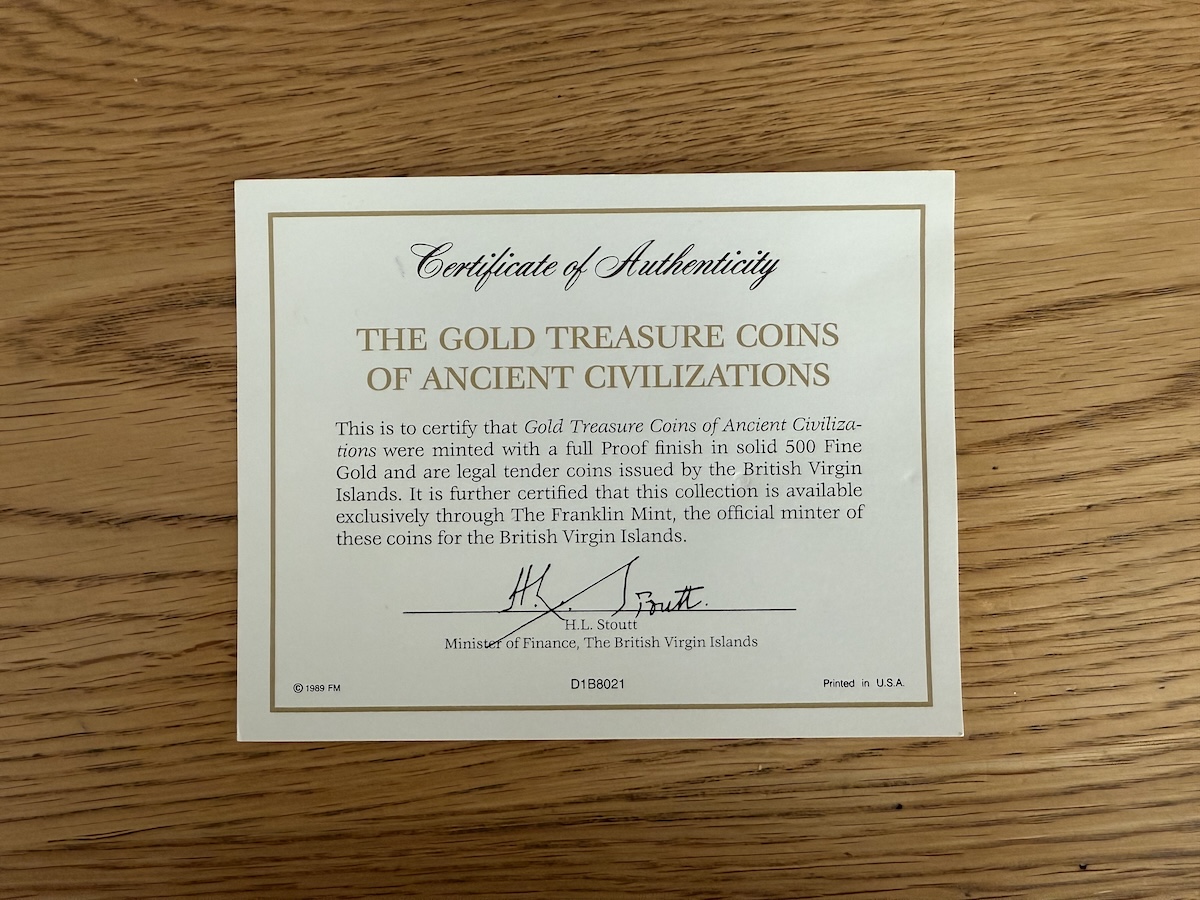 Certificate of Authenticity
THE GOLD TREASURE COINS
OF ANCIENT CIVILIZATIONS
This is to certify that Gold Treasure Coins of Ancient Civiliza-
tions were minted with a full Proof finish in solid 500 Fine
Gold and are legal tender coins issued by the British Virgin
Islands. It is further certified that this collection is available
exclusively through The Franklin Mint, the official minter of
these coins for the British Virgin Islands.
H.L. Stoutt.
H.L. Stoutt
Minister of Finance, The British Virgin Islands
© 1989 FM D1B8021 Printed in U.S.A.